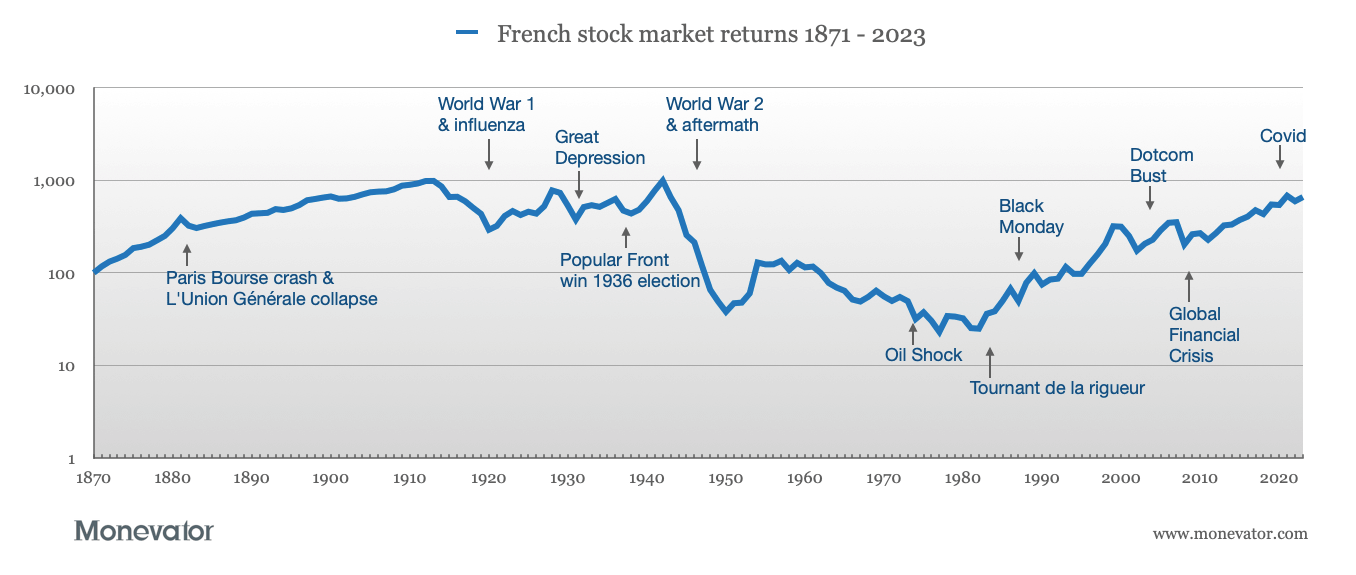 French stock market returns 1871 - 2023
10,000
1,000
100
10
1
World War 1
& influenza
Great
Depression
World War 2
& aftermath
Covid
Dotcom
Bust
Black
Monday
Popular Front
win 1936 election
Paris Bourse crash &
L'Union Générale collapse
Global
Financial
Crisis
Oil Shock
Tournant de la rigueur
1870 1880 1890 1900 1910 1920 1930 1940 1950 1960 1970 1980 1990 2000 2010 2020
Monevator
www.monevator.com